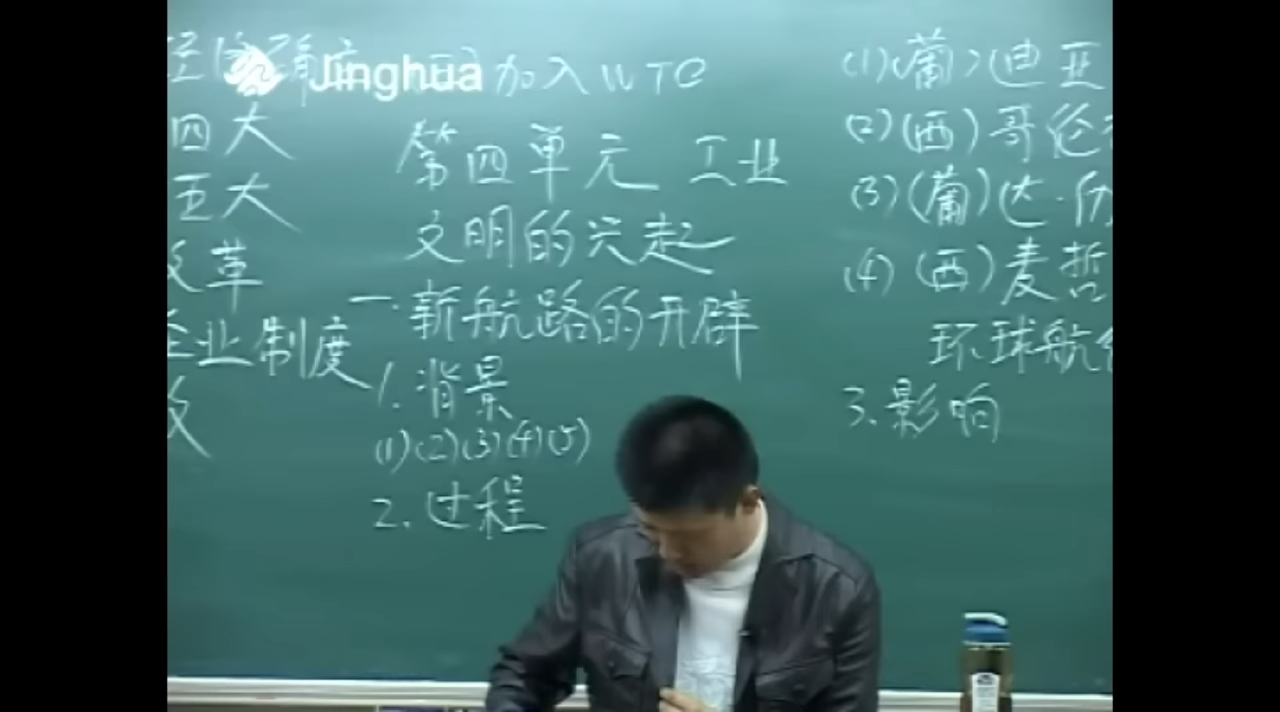 Jinghua 加入WTO
四大
五大
改革
企业制度
第四单元 工业
文明的兴起
一.新航路的开辟
1.背景
(1)(2)(3)(4)(5)
2.过程
(1)(葡)迪亚
(2)(西)哥伦
(3)(葡)达·伽
(4)(西)麦哲
环球航
3.影响